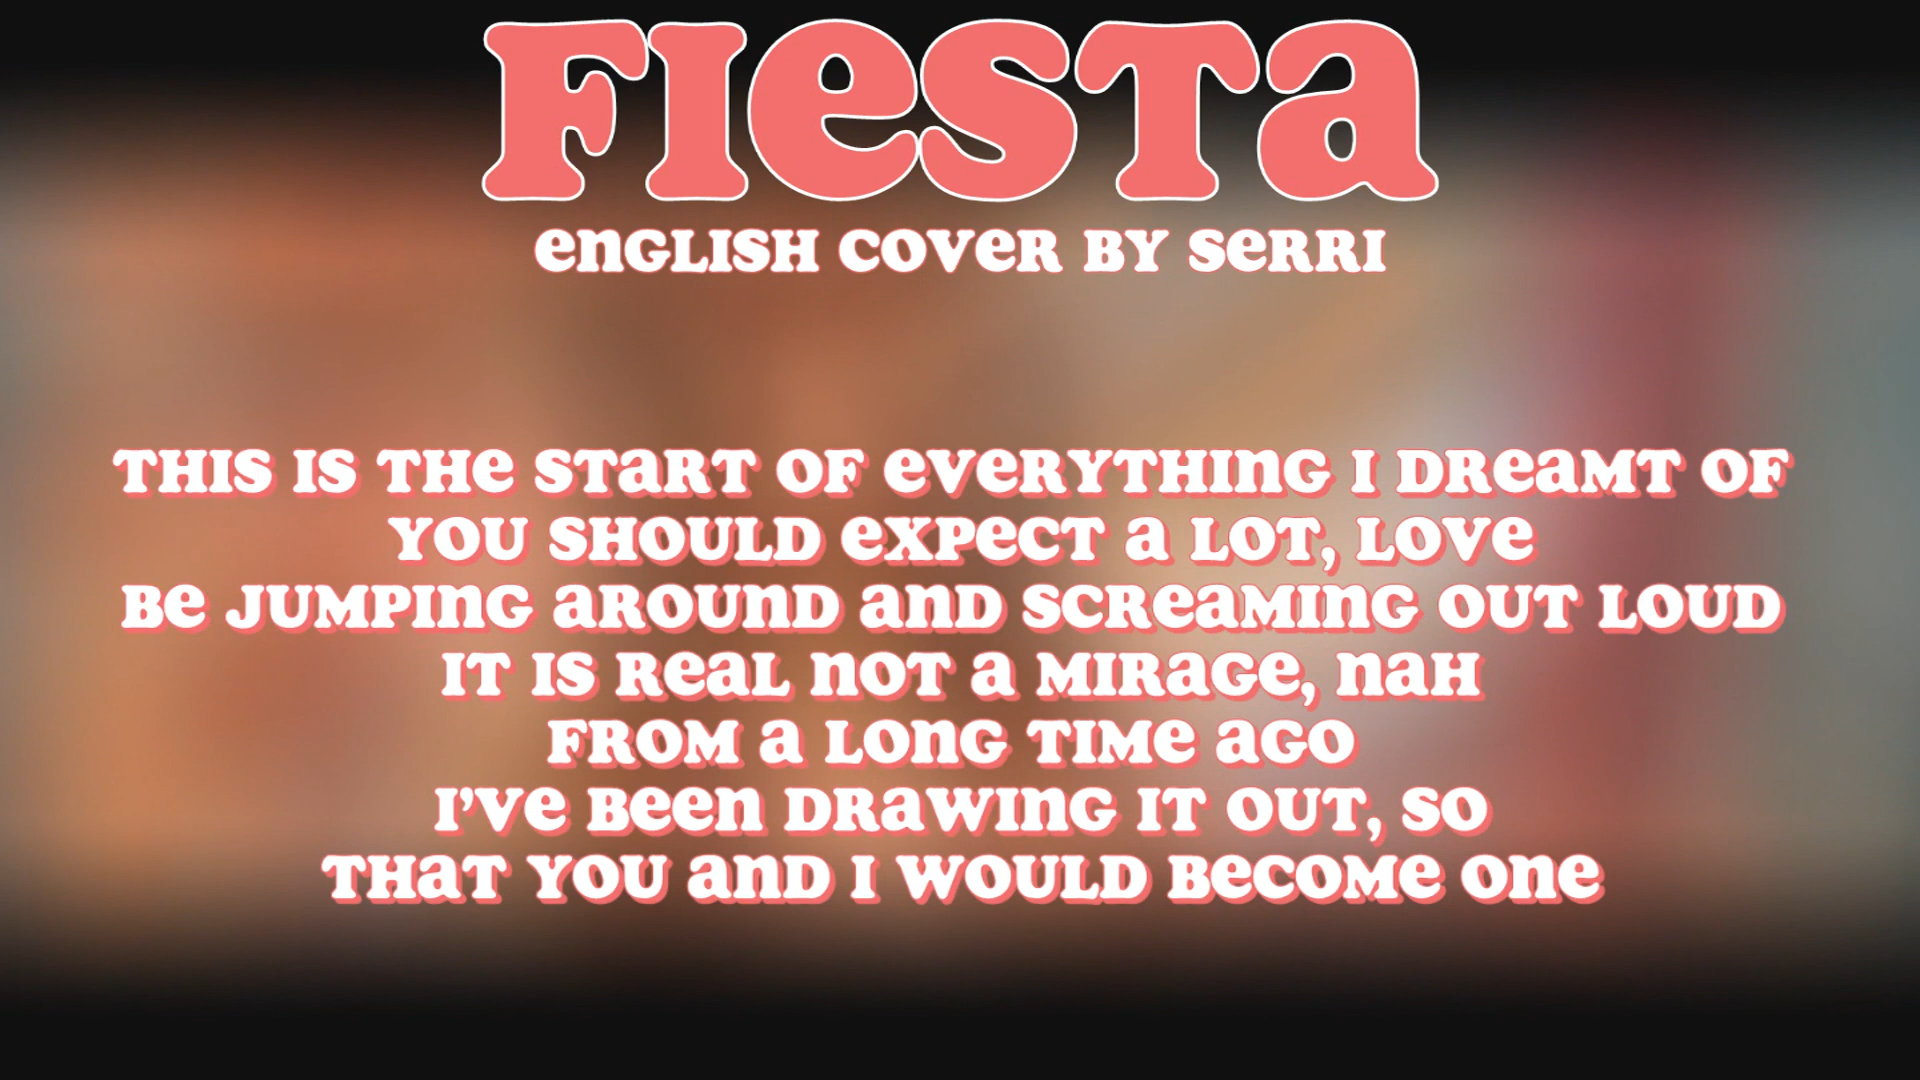 FIESTA
ENGLISH COVER BY SERRI
THIS IS THE START OF EVERYTHING I DREAMT OF
YOU SHOULD EXPECT A LOT, LOVE
BE JUMPING AROUND AND SCREAMING OUT LOUD
IT IS REAL NOT A MIRAGE, NAH
FROM A LONG TIME AGO
I'VE BEEN DRAWING IT OUT, SO
THAT YOU AND I WOULD BECOME ONE